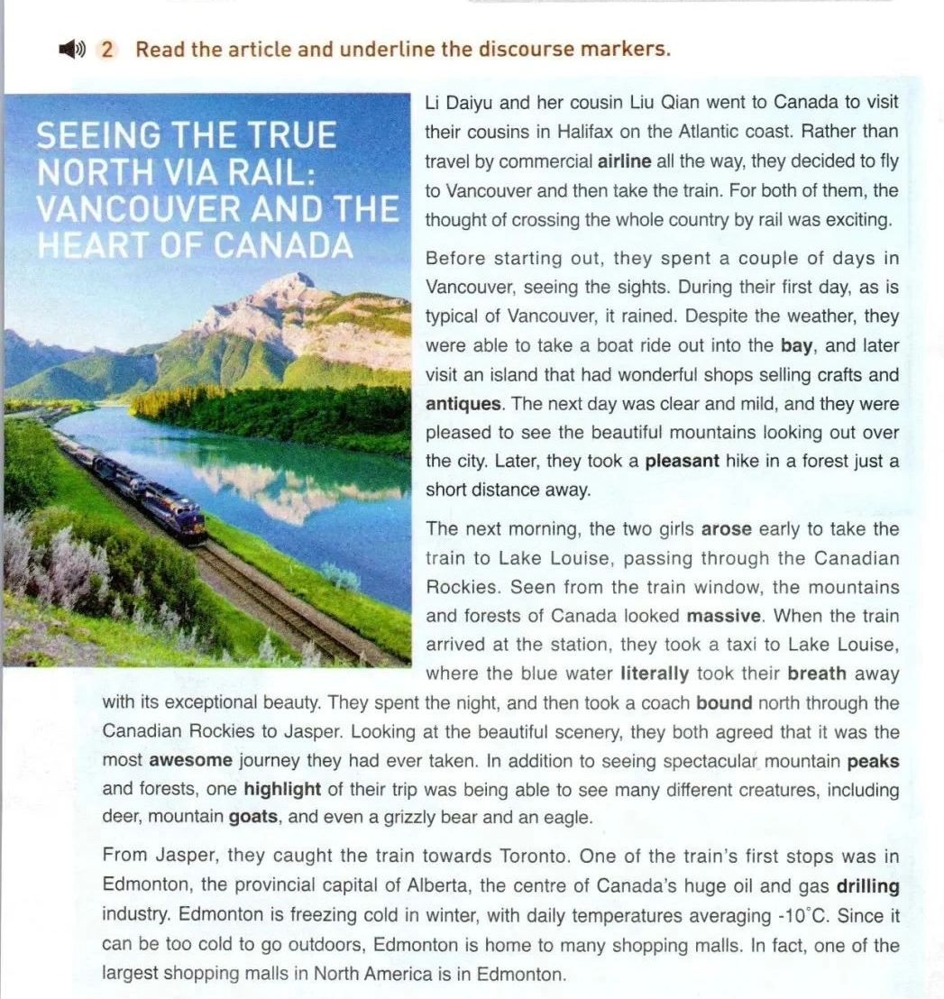 2 Read the article and underline the discourse markers.
SEEING THE TRUE
NORTH VIA RAIL:
VANCOUVER AND THE
HEART OF CANADA
Li Daiyu and her cousin Liu Qian went to Canada to visit
their cousins in Halifax on the Atlantic coast. Rather than
travel by commercial airline all the way, they decided to fly
to Vancouver and then take the train. For both of them, the
thought of crossing the whole country by rail was exciting.
Before starting out, they spent a couple of days in
Vancouver, seeing the sights. During their first day, as is
typical of Vancouver, it rained. Despite the weather, they
were able to take a boat ride out into the bay, and later
visit an island that had wonderful shops selling crafts and
antiques. The next day was clear and mild, and they were
pleased to see the beautiful mountains looking out over
the city. Later, they took a pleasant hike in a forest just a
short distance away.
The next morning, the two girls arose early to take the
train to Lake Louise, passing through the Canadian
Rockies. Seen from the train window, the mountains
and forests of Canada looked massive. When the train
arrived at the station, they took a taxi to Lake Louise,
where the blue water literally took their breath away
with its exceptional beauty. They spent the night, and then took a coach bound north through the
Canadian Rockies to Jasper. Looking at the beautiful scenery, they both agreed that it was the
most awesome journey they had ever taken. In addition to seeing spectacular mountain peaks
and forests, one highlight of their trip was being able to see many different creatures, including
deer, mountain goats, and even a grizzly bear and an eagle.
From Jasper, they caught the train towards Toronto. One of the train's first stops was in
Edmonton, the provincial capital of Alberta, the centre of Canada's huge oil and gas drilling
industry. Edmonton is freezing cold in winter, with daily temperatures averaging -10°C. Since it
can be too cold to go outdoors, Edmonton is home to many shopping malls. In fact, one of the
largest shopping malls in North America is in Edmonton.